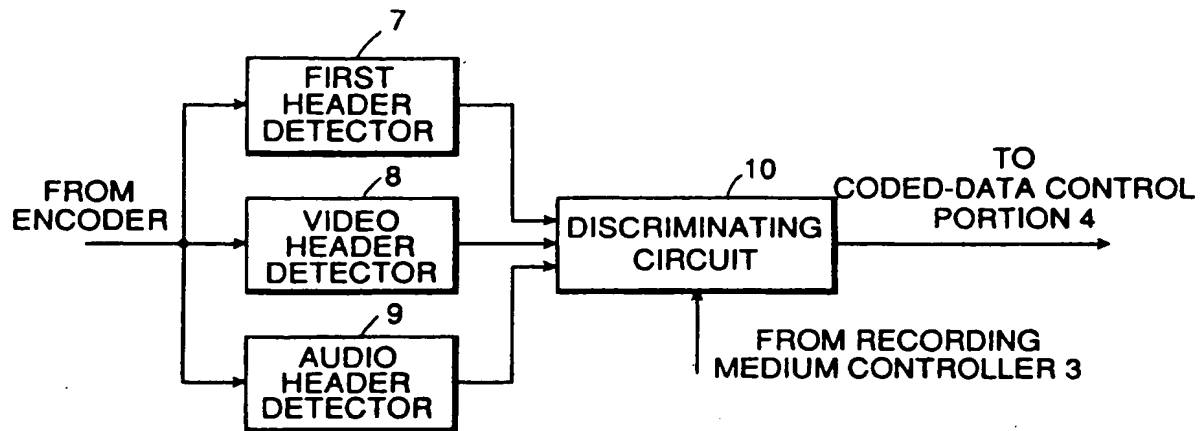 7
FIRST
HEADER
DETECTOR
FROM
ENCODER
8
VIDEO
HEADER
DETECTOR
9
AUDIO
HEADER
DETECTOR
10
DISCRIMINATING
CIRCUIT
TO
CODED-DATA CONTROL
PORTION 4
FROM RECORDING
MEDIUM CONTROLLER 3